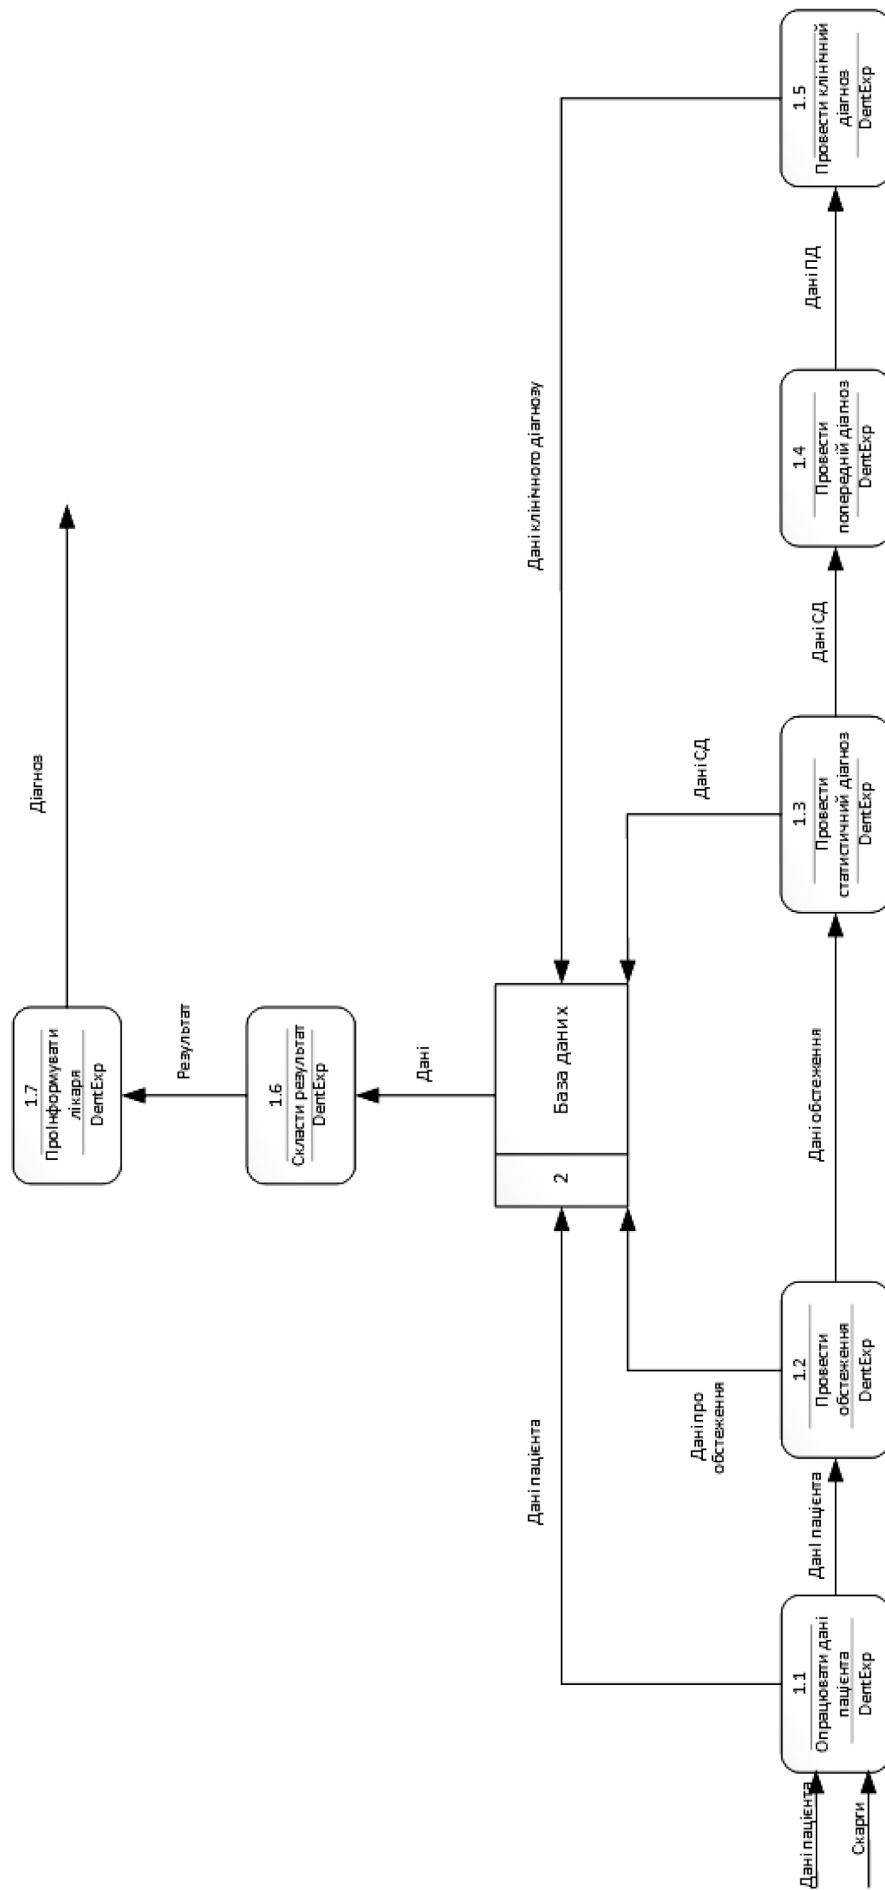 1.7
Проінформувати
лікаря
DentExp
Діагноз
Результат
1.6
Скласти результат
DentExp
Дані
2
База даних
Дані пацієнта
Дані клінічного діагнозу
Дані про
обстеження
Дані СД
Дані пацієнта
Скарги
1.1
Опрацювати дані
пацієнта
DentExp
Дані пацієнта
1.2
Провести
обстеження
DentExp
Дані обстеження
1.3
Провести
статистичний діагноз
DentExp
Дані СД
1.4
Провести
попередній діагноз
DentExp
Дані ПД
1.5
Провести клінічний
діагноз
DentExp